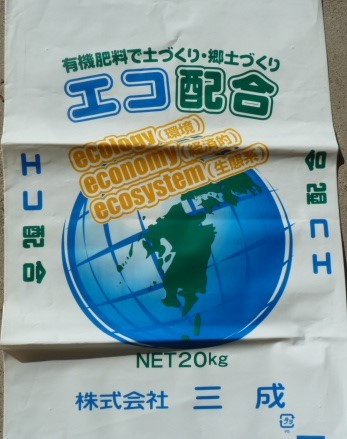 有機肥料で土づくり・郷土づくり
エコ配合
ecology(環境)
economy(経済的)
ecosystem(生態系)
エコ配合
エコ配合
NET20kg
株式会社 三成
プラ